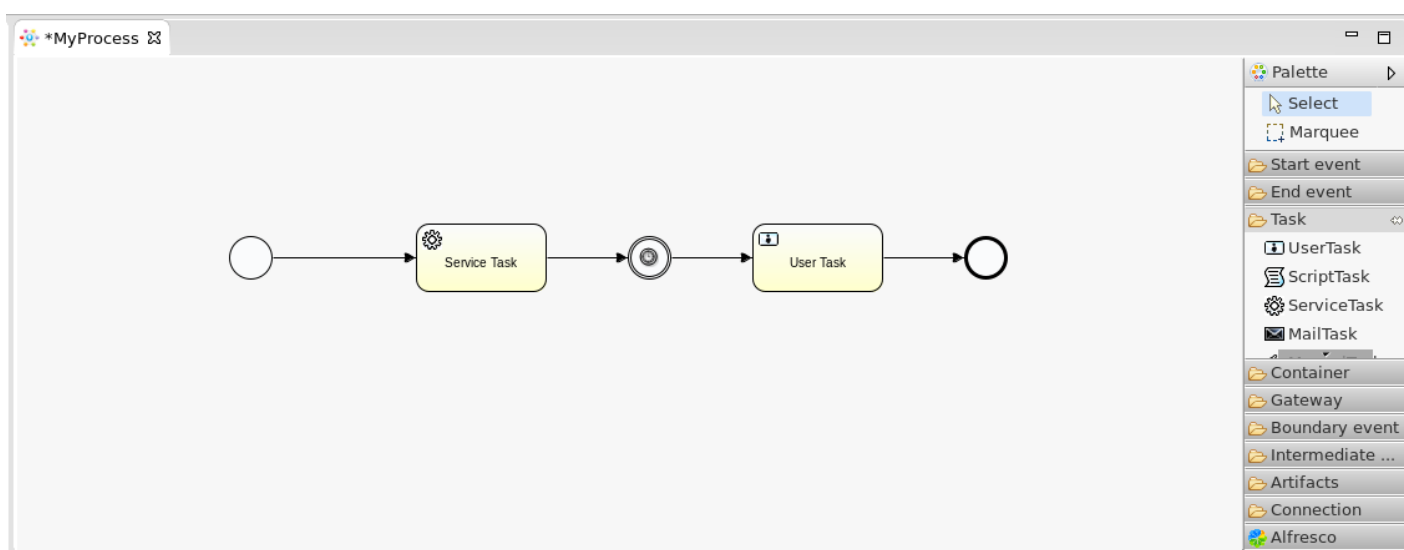 *MyProcess
Palette
Select
Marquee
Start event
End event
Task
UserTask
ScriptTask
ServiceTask
MailTask
Container
Gateway
Boundary event
Intermediate ...
Artifacts
Connection
Alfresco
Service Task
User Task